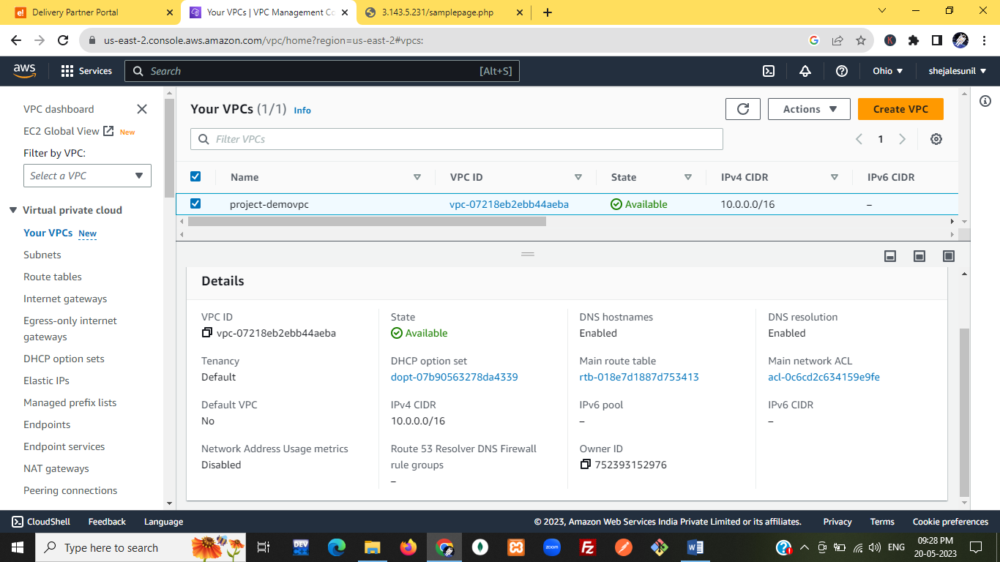 Delivery Partner Portal
Your VPCs | VPC Management Co
3.143.5.231/samplepage.php
us-east-2.console.aws.amazon.com/vpc/home?region=us-east-2#vpcs:
aws
Services
Search
[Alt+S]
Ohio
shejalesunil
VPC dashboard
EC2 Global View
New
Filter by VPC:
Select a VPC
Virtual private cloud
Your VPCs New
Subnets
Route tables
Internet gateways
Egress-only internet
gateways
DHCP option sets
Elastic IPs
Managed prefix lists
Endpoints
Endpoint services
NAT gateways
Peering connections
Your VPCs (1/1) Info
Actions
Create VPC
Filter VPCs
1
Name VPC ID State IPv4 CIDR IPv6 CIDR
project-demovpc vpc-07218eb2ebb44aeba Available 10.0.0.0/16 –
Details
VPC ID
vpc-07218eb2ebb44aeba
State
Available
DNS hostnames
Enabled
DNS resolution
Enabled
Tenancy
Default
DHCP option set
dopt-07b90563278da4339
Main route table
rtb-018e7d1887d753413
Main network ACL
acl-0c6cd2c634159e9fe
Default VPC
No
IPv4 CIDR
10.0.0.0/16
IPv6 pool
–
IPv6 CIDR
–
Network Address Usage metrics
Disabled
Route 53 Resolver DNS Firewall
rule groups
–
Owner ID
752393152976
CloudShell Feedback Language
© 2023, Amazon Web Services India Private Limited or its affiliates. Privacy Terms Cookie preferences
Type here to search
DEV
zoom
ENG
09:28 PM
20-05-2023